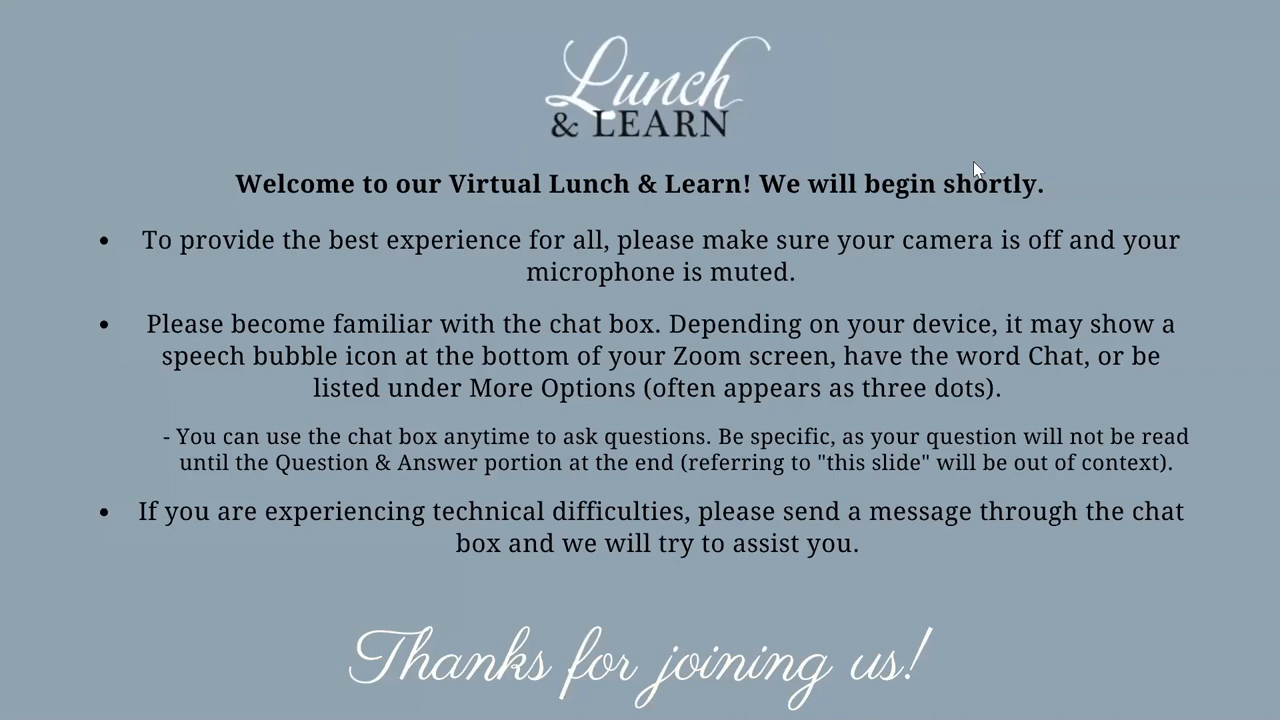 Lunch
& LEARN
Welcome to our Virtual Lunch & Learn! We will begin shortly.
• To provide the best experience for all, please make sure your camera is off and your
microphone is muted.
• Please become familiar with the chat box. Depending on your device, it may show a
speech bubble icon at the bottom of your Zoom screen, have the word Chat, or be
listed under More Options (often appears as three dots).
- You can use the chat box anytime to ask questions. Be specific, as your question will not be read
until the Question & Answer portion at the end (referring to "this slide" will be out of context).
• If you are experiencing technical difficulties, please send a message through the chat
box and we will try to assist you.
Thanks for joining us!